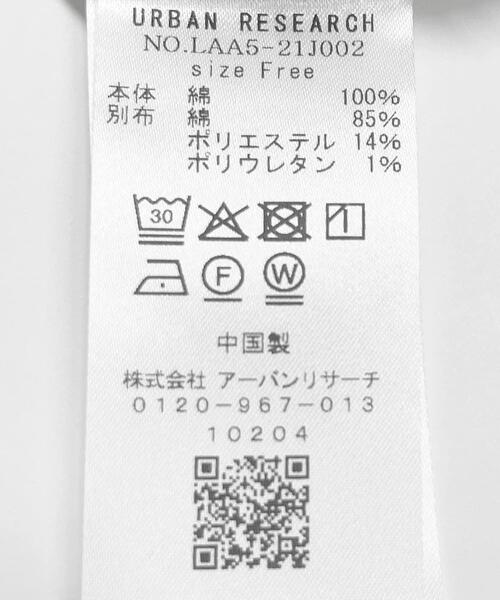 URBAN RESEARCH
NO.LAA5-21J002
size Free
本体 綿 100%
別布 綿 85%
ポリエステル 14%
ポリウレタン 1%
30
F W
中国製
株式会社 アーバンリサーチ
0120-967-013
10204